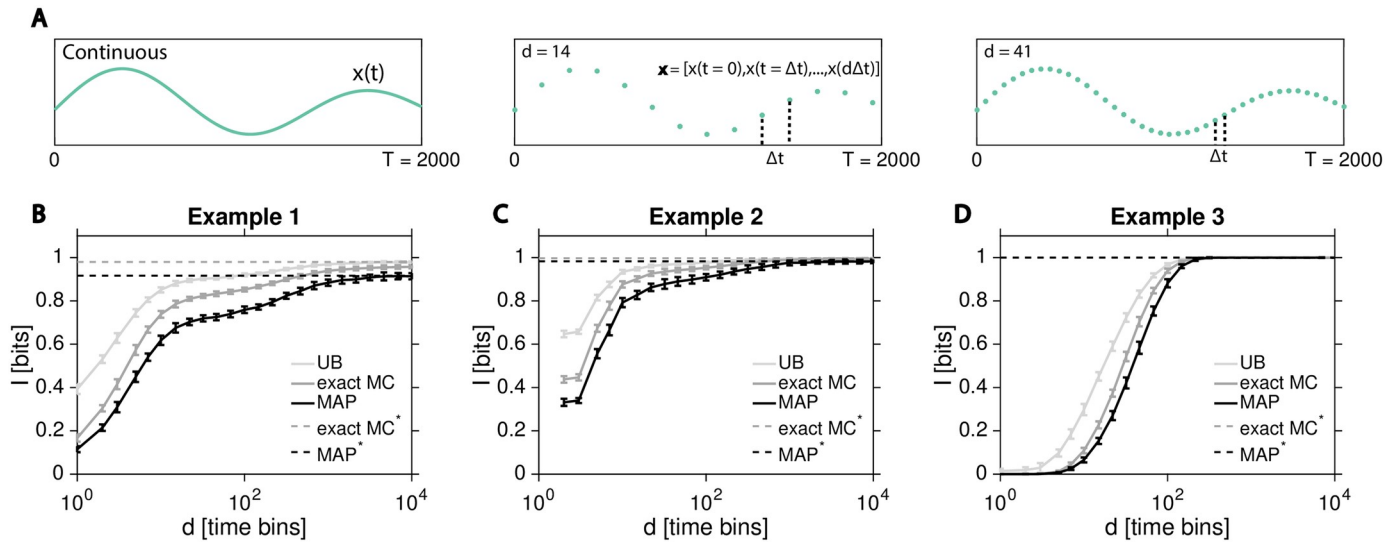 A
Continuous
x(t)
0
T = 2000
d = 14
x = [x(t = 0),x(t = Δt),...,x(dΔt)]
0
Δt
T = 2000
d = 41
0
Δt
T = 2000
B
Example 1
I [bits]
1
0.8
0.6
0.4
0.2
0
UB
exact MC
MAP
exact MC*
MAP*
10^0
10^2
10^4
d [time bins]
C
Example 2
I [bits]
1
0.8
0.6
0.4
0.2
0
UB
exact MC
MAP
exact MC*
MAP*
10^0
10^2
10^4
d [time bins]
D
Example 3
I [bits]
1
0.8
0.6
0.4
0.2
0
UB
exact MC
MAP
exact MC*
MAP*
10^0
10^2
10^4
d [time bins]